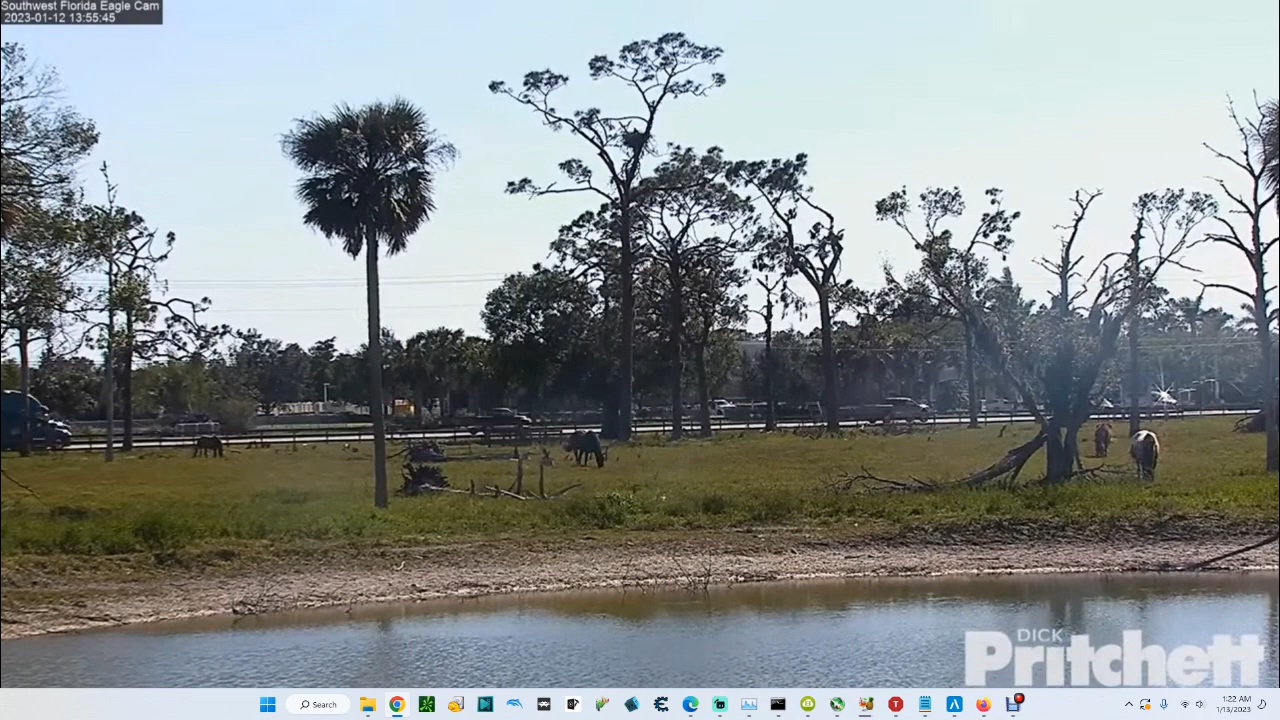 Southwest Florida Eagle Cam
2023-01-12 13:55:45
DICK
Pritchett
Search
1:22 AM
1/13/2023